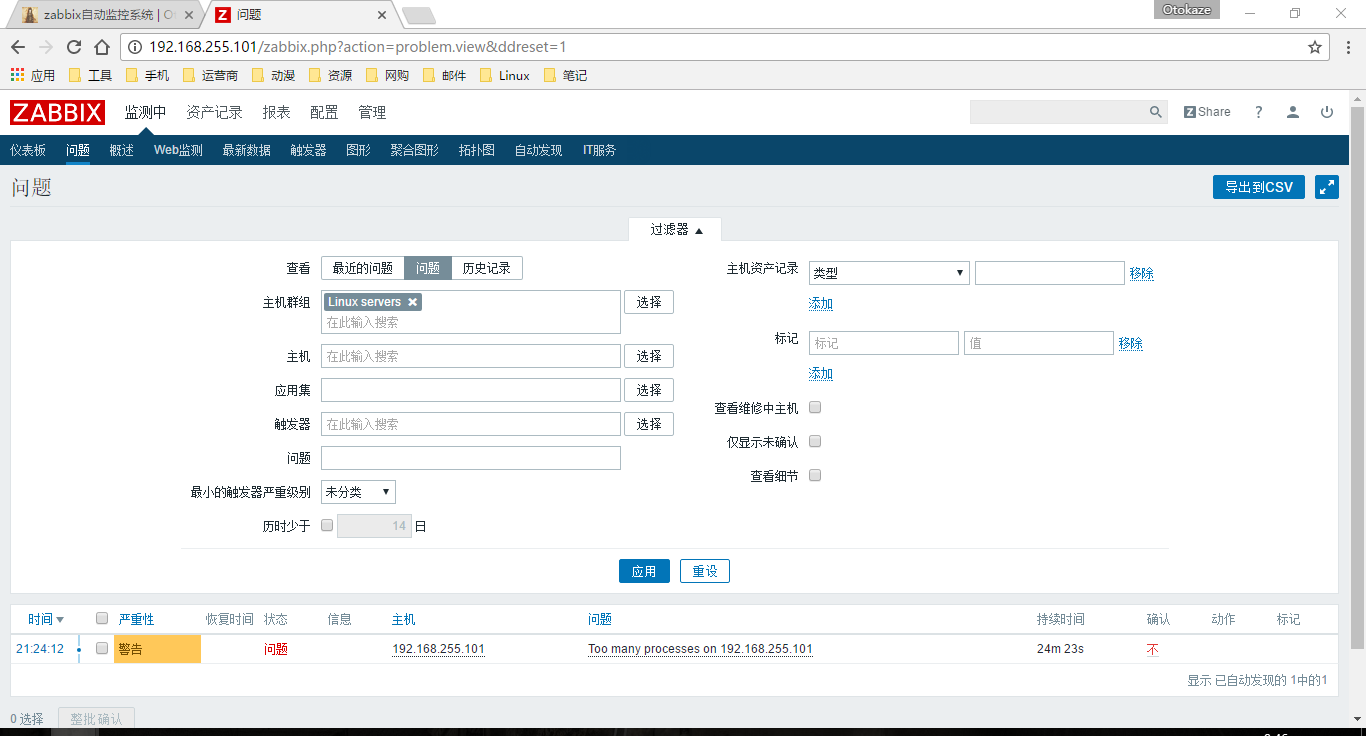 zabbix自动监控系统 | Ot
问题
Otokaze
192.168.255.101/zabbix.php?action=problem.view&ddreset=1
应用 工具 手机 运营商 动漫 资源 网购 邮件 Linux 笔记
ZABBIX 监测中 资产记录 报表 配置 管理 Z Share ?
仪表板 问题 概述 Web监测 最新数据 触发器 图形 聚合图形 拓扑图 自动发现 IT服务
问题 导出到CSV
过滤器 ▲
查看 最近的问题 问题 历史记录 主机资产记录 类型 移除
主机群组 Linux servers 选择 添加
在此输入搜索
主机 在此输入搜索 选择 标记 标记 值 移除
添加
应用集 选择
触发器 在此输入搜索 选择 查看维修中主机
问题 仅显示未确认
最小的触发器严重级别 未分类 查看细节
历时少于 14 日
应用 重设
时间 严重性 恢复时间 状态 信息 主机 问题 持续时间 确认 动作 标记
21:24:12 警告 问题 192.168.255.101 Too many processes on 192.168.255.101 24m 23s 不
显示 已自动发现的 1中的1
0 选择 整批确认